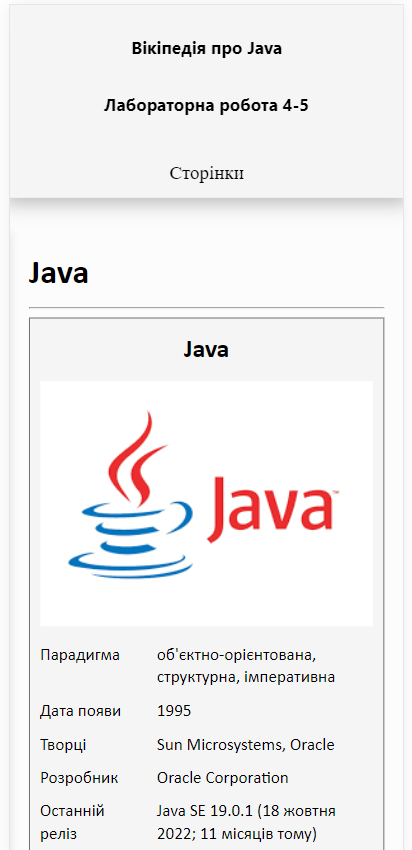 Вікіпедія про Java
Лабораторна робота 4-5
Сторінки
Java
Java
Java™
Парадигма об'єктно-орієнтована,
структурна, імперативна
Дата появи 1995
Творці Sun Microsystems, Oracle
Розробник Oracle Corporation
Останній Java SE 19.0.1 (18 жовтня
реліз 2022; 11 місяців тому)